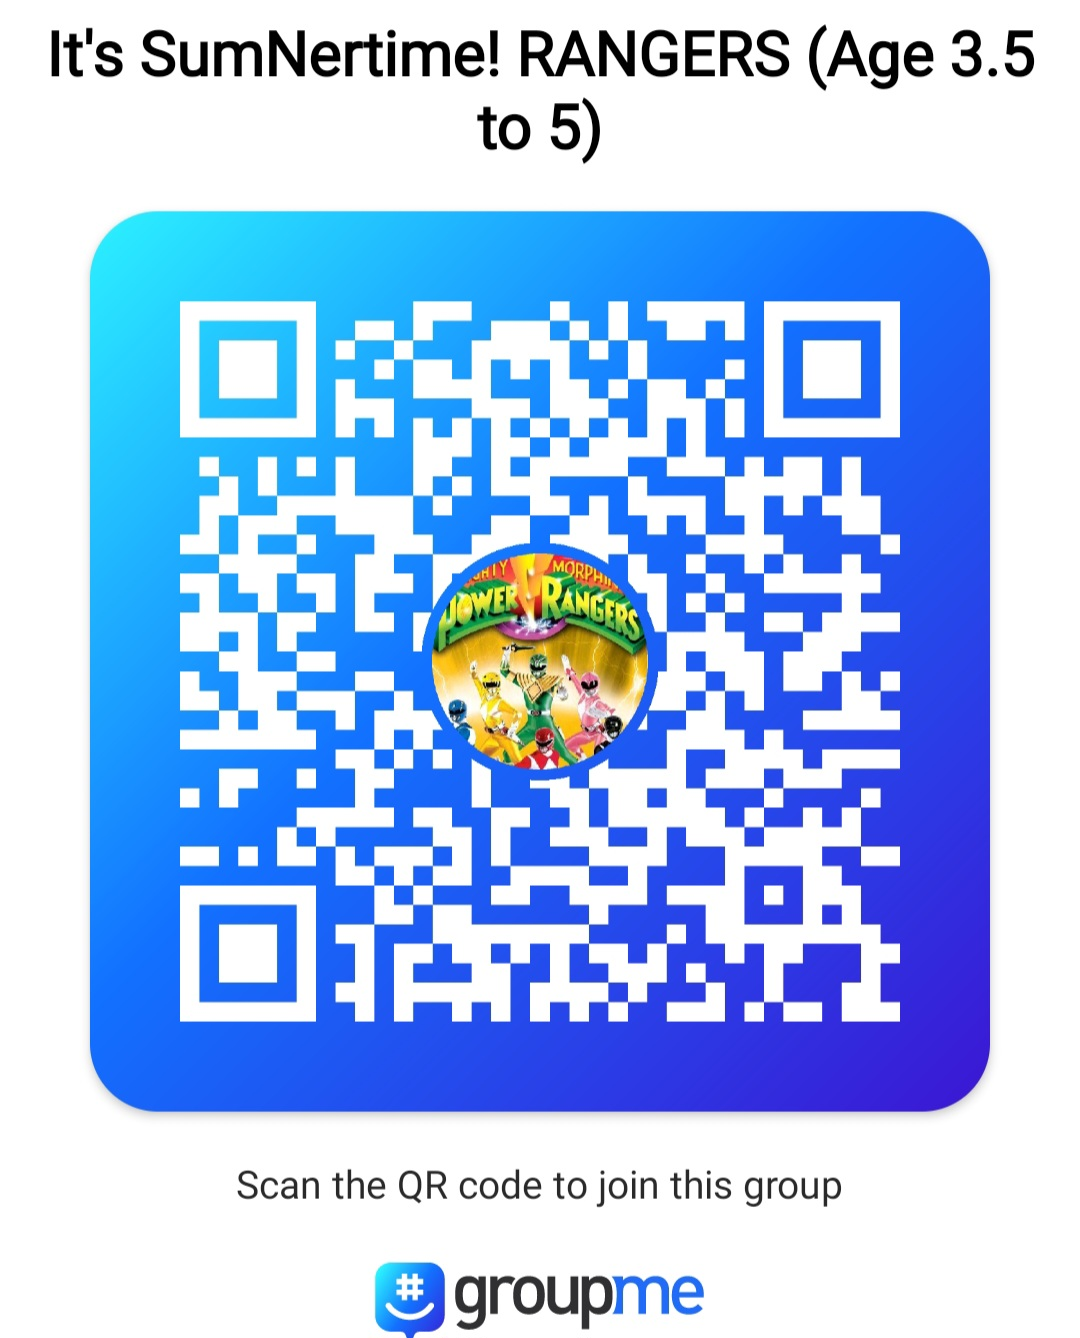 It's SumNertime! RANGERS (Age 3.5
to 5)
MORPHIN
POWER RANGERS
Scan the QR code to join this group
groupme